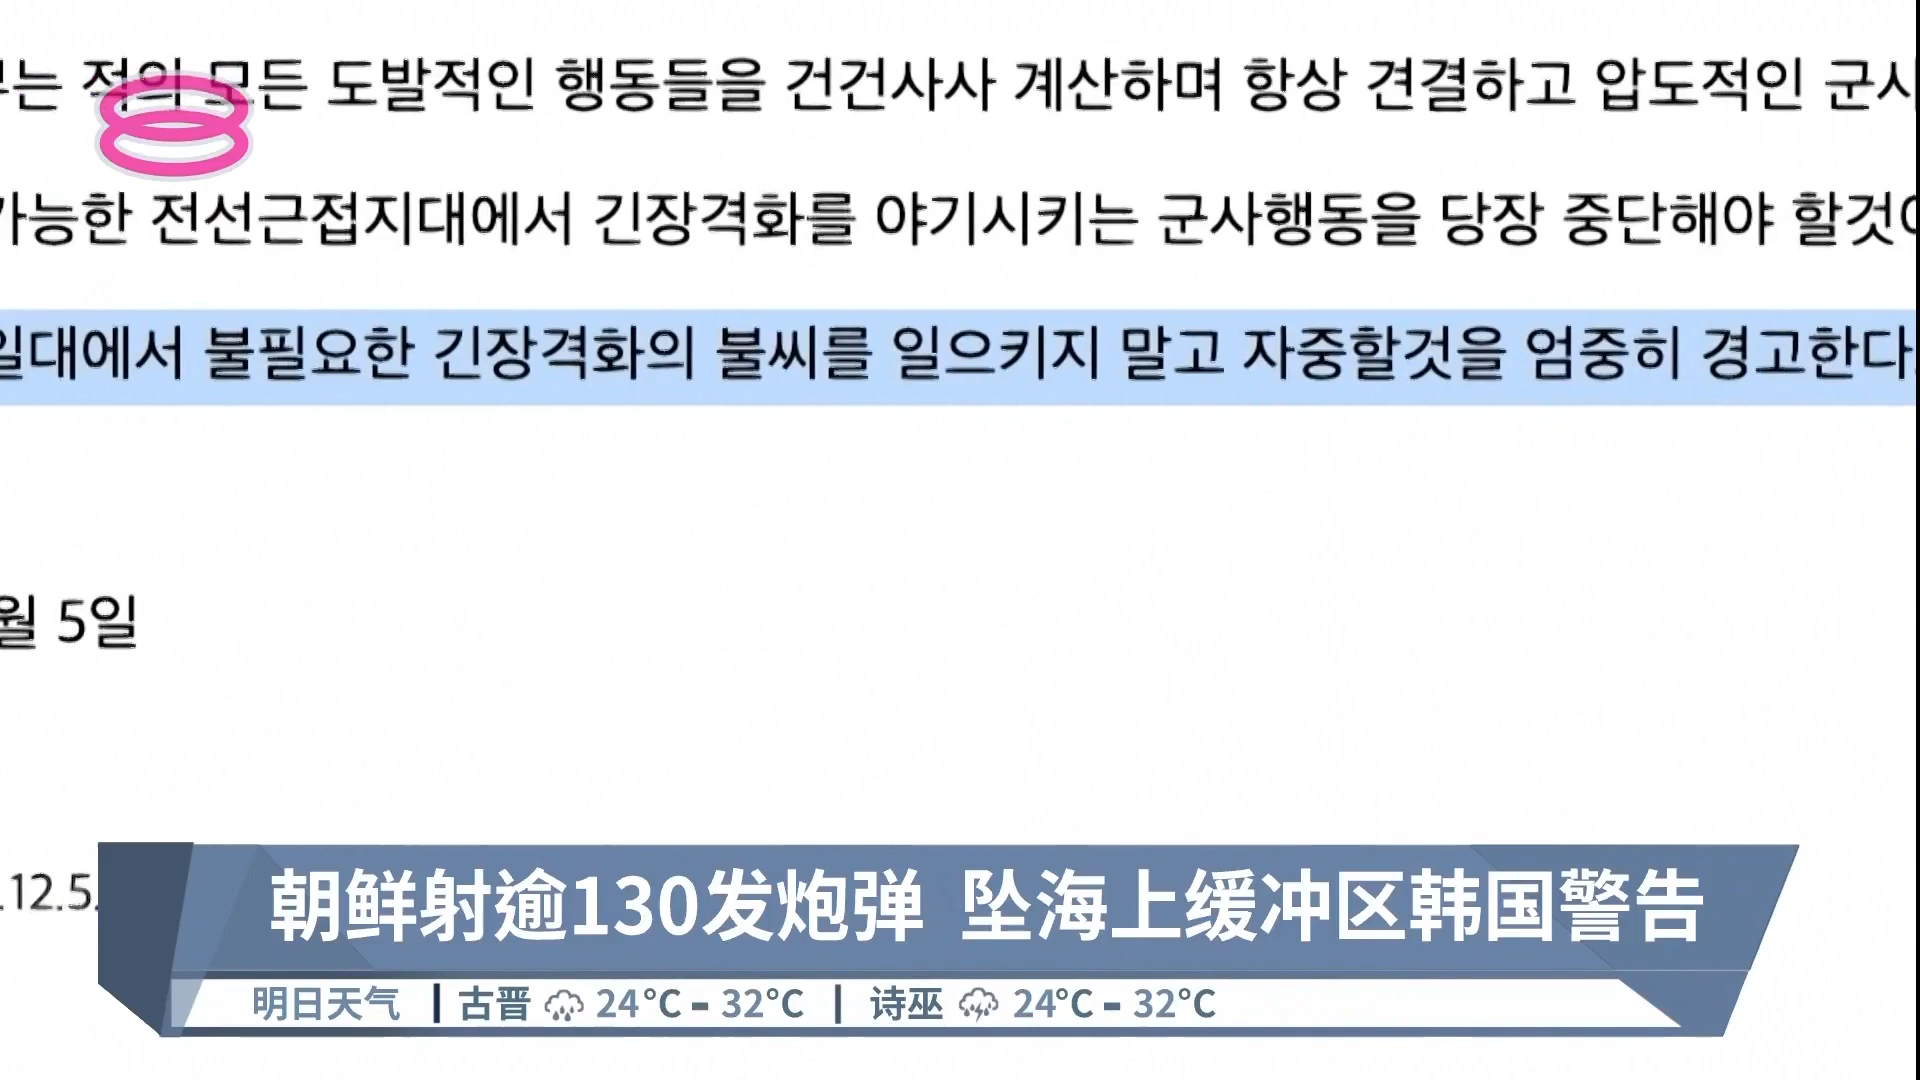 는 적의 모든 도발적인 행동들을 건건사사 계산하며 항상 견결하고 압도적인 군사
가능한 전선근접지대에서 긴장격화를 야기시키는 군사행동을 당장 중단해야 할것이
일대에서 불필요한 긴장격화의 불씨를 일으키지 말고 자중할것을 엄중히 경고한다.
월 5일
.12.5.
朝鲜射逾130发炮弹 坠海上缓冲区韩国警告
明日天气 | 古晋 24°C - 32°C | 诗巫 24°C - 32°C